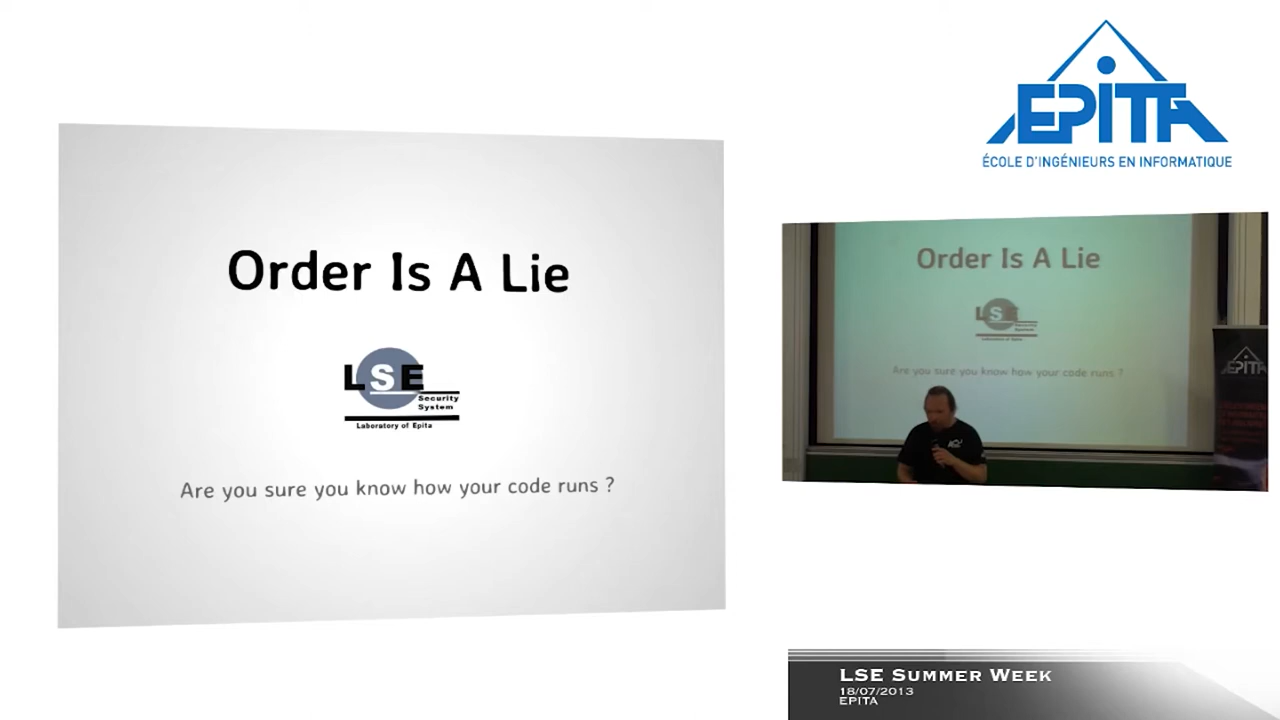 Order Is A Lie
LSE
Security
System
Laboratory of Epita
Are you sure you know how your code runs ?
EPITA
ÉCOLE D'INGÉNIEURS EN INFORMATIQUE
Order Is A Lie
LSE
Are you sure you know how your code runs ?
EPITA
LSE SUMMER WEEK
18/07/2013
EPITA